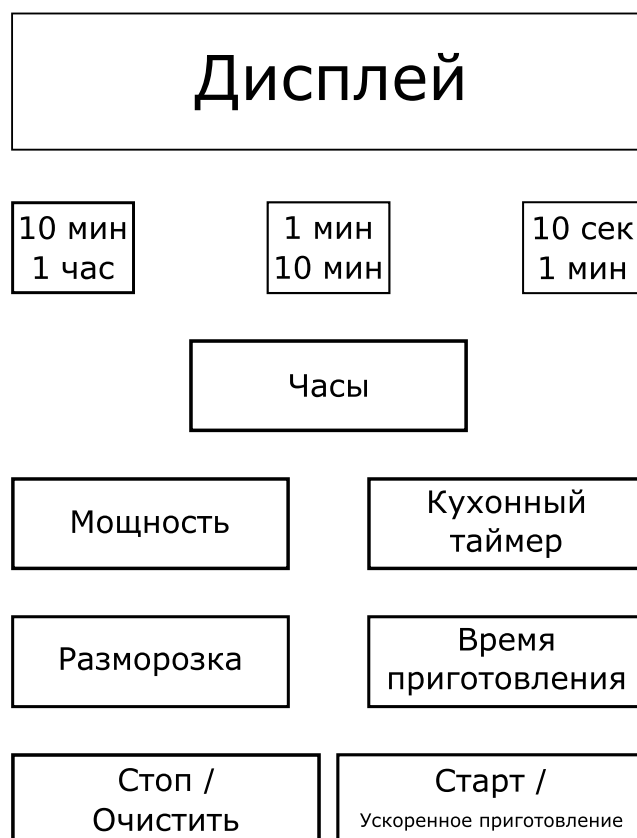 Дисплей
10 мин
1 час
1 мин
10 мин
10 сек
1 мин
Часы
Мощность
Кухонный
таймер
Разморозка
Время
приготовления
Стоп /
Очистить
Старт /
Ускоренное приготовление